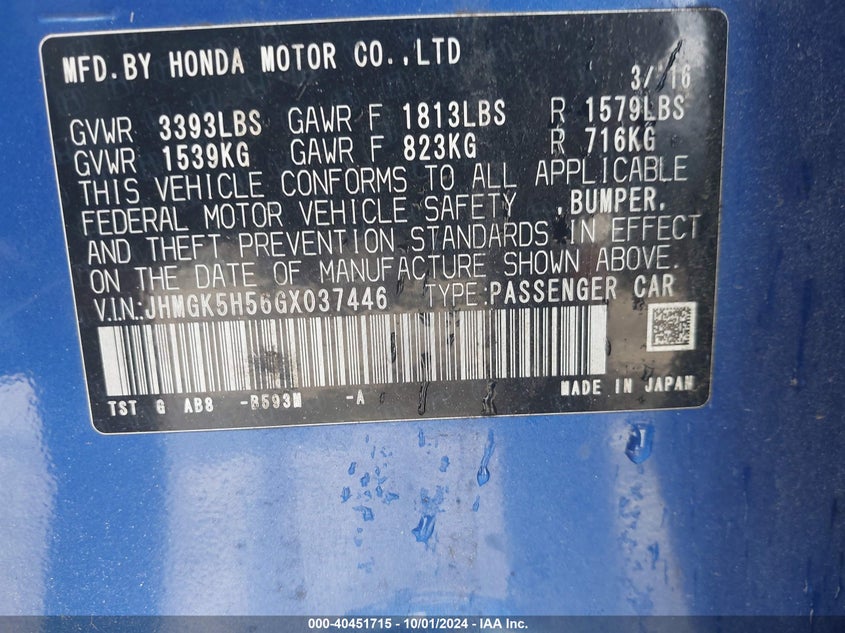 MFD.BY HONDA MOTOR CO.,LTD
3/ 16
GVWR 3393LBS GAWR F 1813LBS R 1579LBS
GVWR 1539KG GAWR F 823KG R 716KG
THIS VEHICLE CONFORMS TO ALL APPLICABLE
FEDERAL MOTOR VEHICLE SAFETY ,BUMPER,
AND THEFT PREVENTION STANDARDS IN EFFECT
ON THE DATE OF MANUFACTURE SHOWN ABOVE.
V.I.N.:JHMGK5H56GX037446 TYPE:PASSENGER CAR
TST G AB8 -B593M -A MADE IN JAPAN
000-40451715 - 10/01/2024 - IAA Inc.